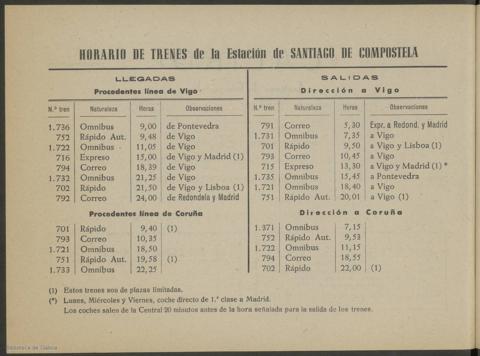 HORARIO DE TRENES de la Estación de SANTIAGO DE COMPOSTELA
LLEGADAS
Procedentes línea de Vigo
N.º tren Naturaleza Horas Observaciones
1.736 Omnibus 9,00 de Pontevedra
752 Rápido Aut. 9,48 de Vigo
1.722 Omnibus 11,05 de Vigo
716 Expreso 15,00 de Vigo y Madrid (1)
794 Correo 18,39 de Vigo
1.732 Omnibus 21,25 de Vigo
702 Rápido 21,50 de Vigo y Lisboa (1)
792 Correo 24,00 de Redondela y Madrid
Procedentes línea de Coruña
701 Rápido 9,40 (1)
793 Correo 10,35
1.721 Omnibus 18,50
751 Rápido Aut. 19,58 (1)
1.733 Omnibus 22,25
SALIDAS
Dirección a Vigo
N.º tren Naturaleza Horas Observaciones
791 Correo 5,30 Expr. a Redond. y Madrid
1.731 Omnibus 7,35 a Vigo
701 Rápido 9,50 a Vigo y Lisboa (1)
793 Correo 10,45 a Vigo
715 Expreso 13,30 a Vigo y Madrid (1) *
1.735 Omnibus 15,45 a Pontevedra
1.721 Omnibus 18,40 a Vigo
751 Rápido Aut. 20,01 a Vigo (1)
Dirección a Coruña
1.371 Omnibus 7,15
752 Rápido Aut. 9,53
1.722 Omnibus 11,15
794 Correo 18,55
702 Rápido 22,00 (1)
(1) Estos trenes son de plazas limitadas.
(*) Lunes, Miércoles y Viernes, coche directo de 1.ª clase a Madrid.
Los coches salen de la Central 20 minutos antes de la hora señalada para la salida de los trenes.
Biblioteca de Galicia